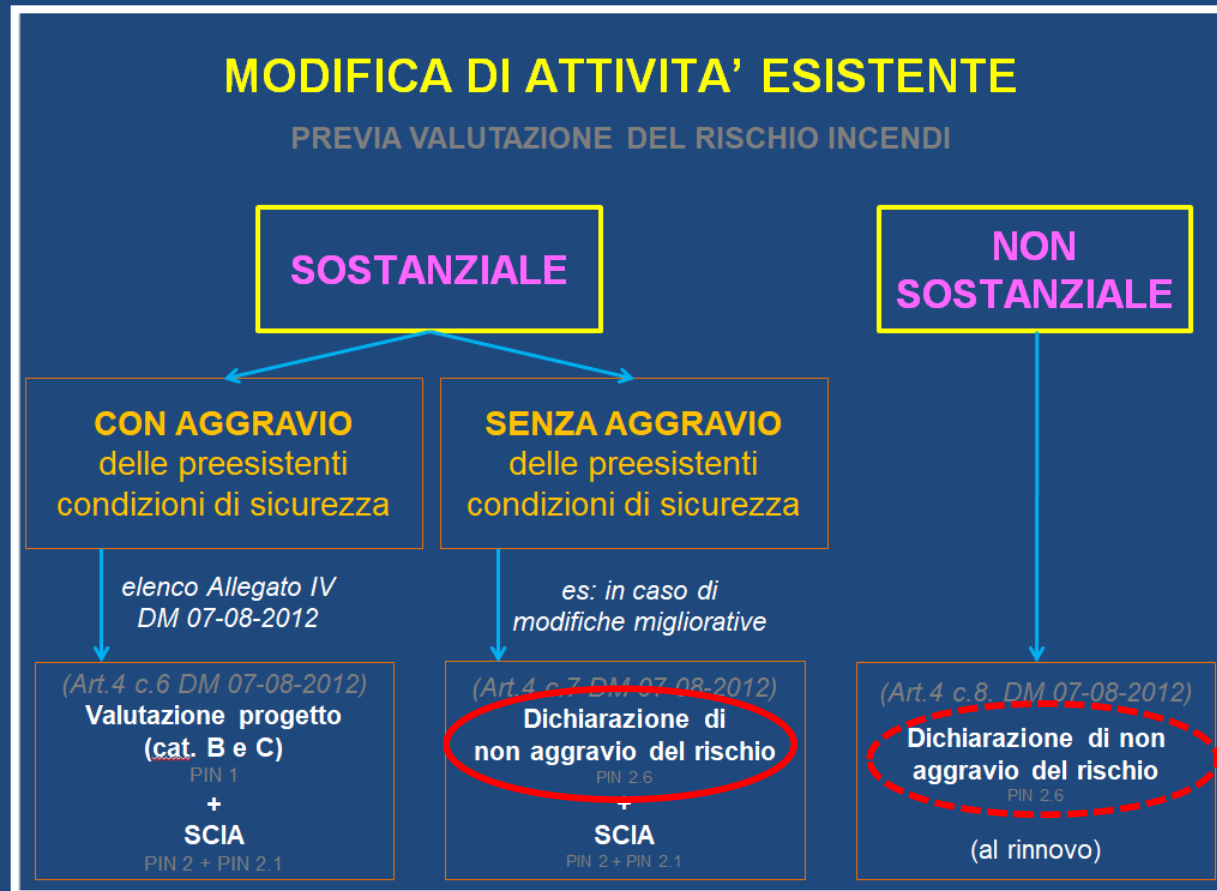 MODIFICA DI ATTIVITA’ ESISTENTE
PREVIA VALUTAZIONE DEL RISCHIO INCENDI
SOSTANZIALE
NON
SOSTANZIALE
CON AGGRAVIO
delle preesistenti
condizioni di sicurezza
SENZA AGGRAVIO
delle preesistenti
condizioni di sicurezza
elenco Allegato IV
DM 07-08-2012
es: in caso di
modifiche migliorative
(Art.4 c.6 DM 07-08-2012)
Valutazione progetto
(cat. B e C)
PIN 1
+
SCIA
PIN 2 + PIN 2.1
(Art.4 c.7 DM 07-08-2012)
Dichiarazione di
non aggravio del rischio
PIN 2.6
+
SCIA
PIN 2 + PIN 2.1
(Art.4 c.8. DM 07-08-2012)
Dichiarazione di non
aggravio del rischio
PIN 2.6
(al rinnovo)